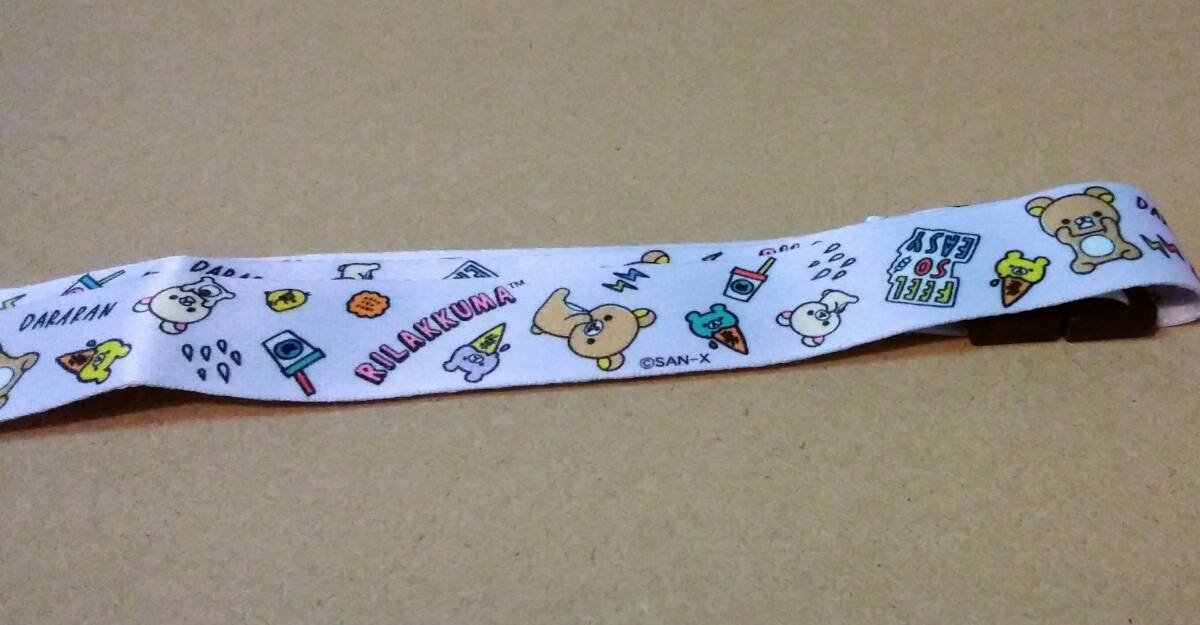 DARARAN
DARARAN
RILAKKUMA™
©SAN-X
FEEL
SO
EASY